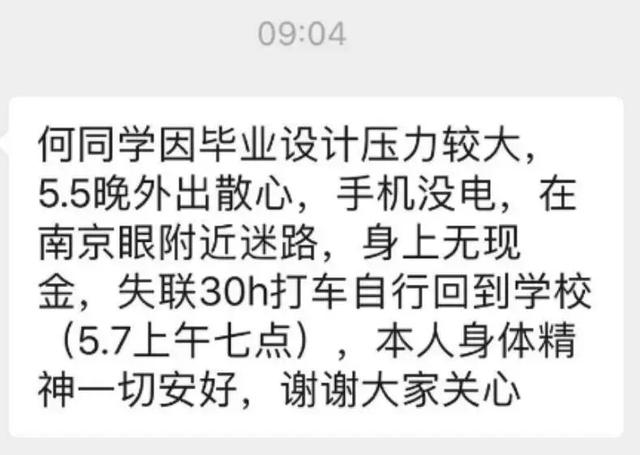 09:04
何同学因毕业设计压力较大，
5.5晚外出散心，手机没电，在
南京眼附近迷路，身上无现
金，失联30h打车自行回到学校
（5.7上午七点），本人身体精
神一切安好，谢谢大家关心